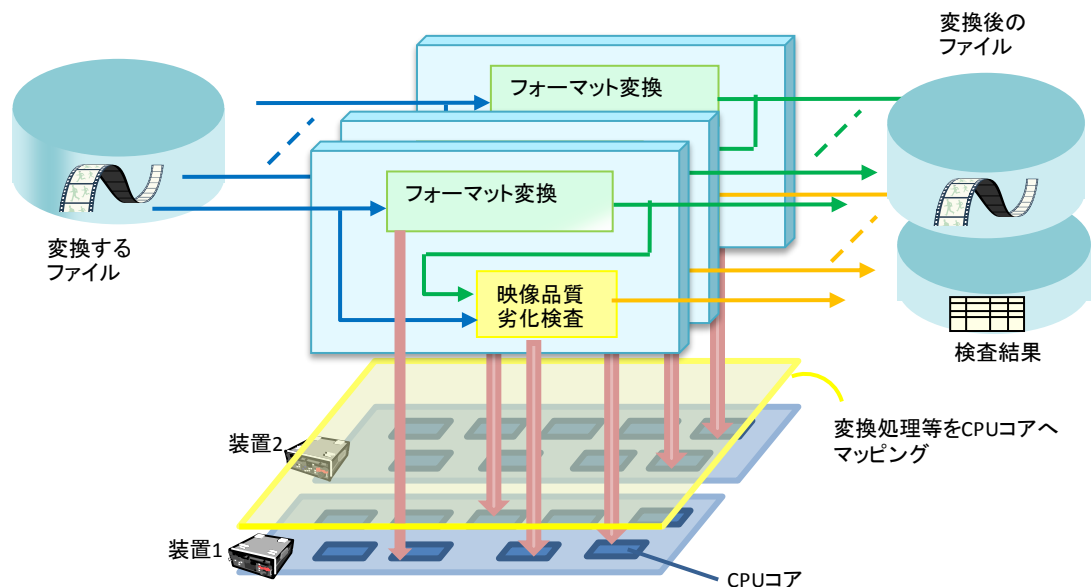 変換後の
ファイル
フォーマット変換
フォーマット変換
変換する
ファイル
映像品質
劣化検査
検査結果
変換処理等をCPUコアへ
マッピング
装置2
装置1
CPUコア